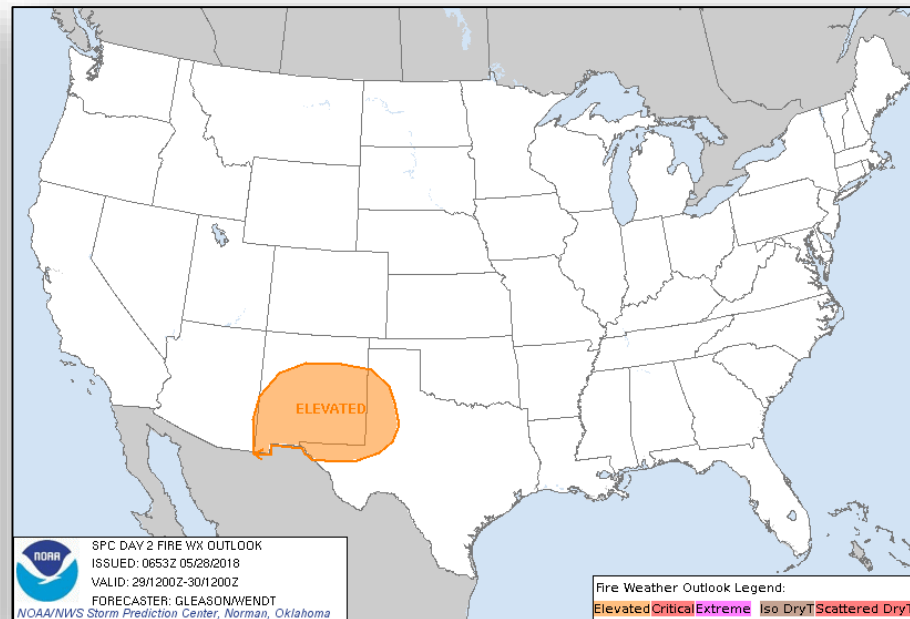 ELEVATED
NOAA
SPC DAY 2 FIRE WX OUTLOOK
ISSUED: 0653Z 05/28/2018
VALID: 29/1200Z-30/1200Z
FORECASTER: GLEASON/WENDT
NOAA/NWS Storm Prediction Center, Norman, Oklahoma
Fire Weather Outlook Legend:
Elevated Critical Extreme Iso DryT Scattered DryT